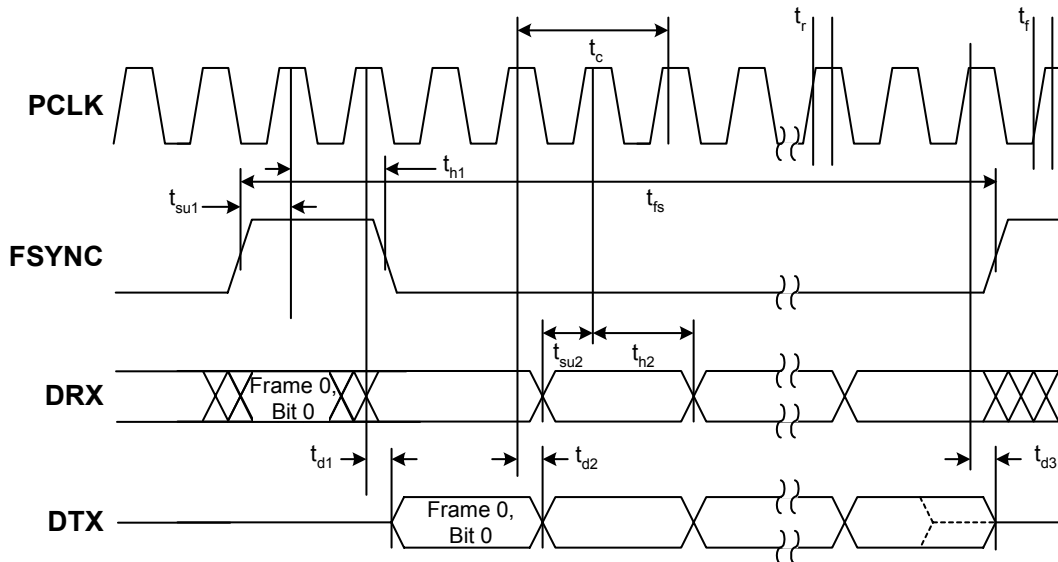 t_r
t_f
t_c
PCLK
t_h1
t_su1
t_fs
FSYNC
t_su2
t_h2
DRX
Frame 0,
Bit 0
t_d1
t_d2
t_d3
DTX
Frame 0,
Bit 0